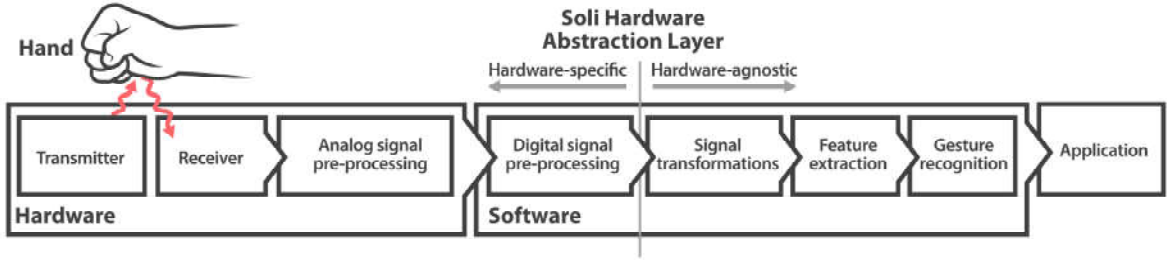 Soli Hardware
Abstraction Layer
Hand
Hardware-specific
Hardware-agnostic
Transmitter
Receiver
Analog signal
pre-processing
Digital signal
pre-processing
Signal
transformations
Feature
extraction
Gesture
recognition
Application
Hardware
Software